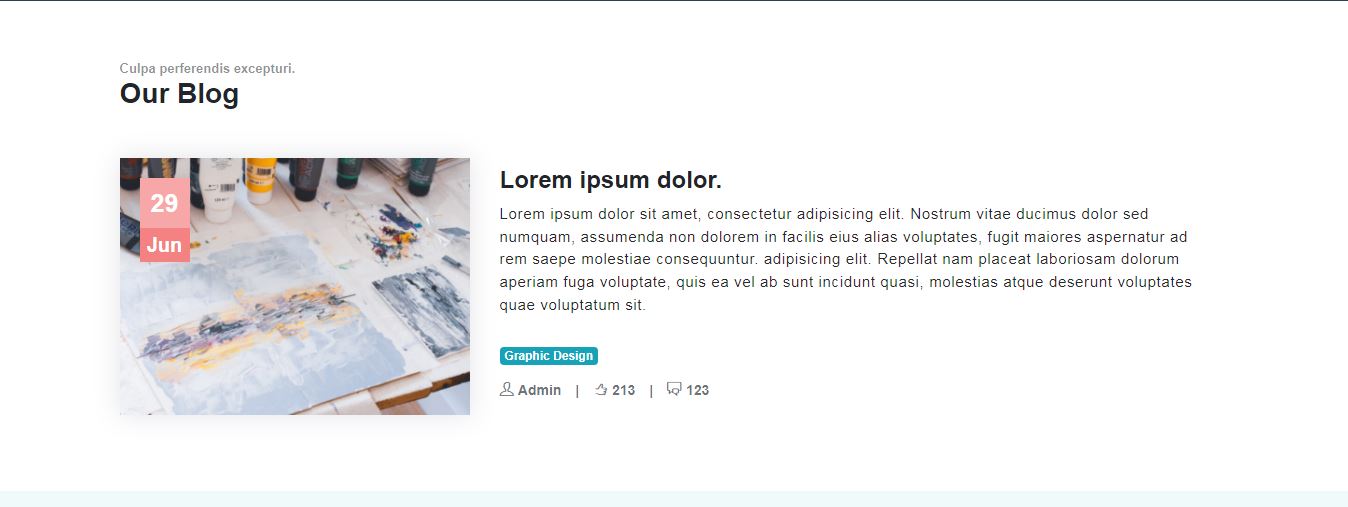 Culpa perferendis excepturi.
Our Blog
29
Jun
Lorem ipsum dolor.
Lorem ipsum dolor sit amet, consectetur adipisicing elit. Nostrum vitae ducimus dolor sed
numquam, assumenda non dolorem in facilis eius alias voluptates, fugit maiores aspernatur ad
rem saepe molestiae consequuntur. adipisicing elit. Repellat nam placeat laboriosam dolorum
aperiam fuga voluptate, quis ea vel ab sunt incidunt quasi, molestias atque deserunt voluptates
quae voluptatum sit.
Graphic Design
Admin | 213 | 123